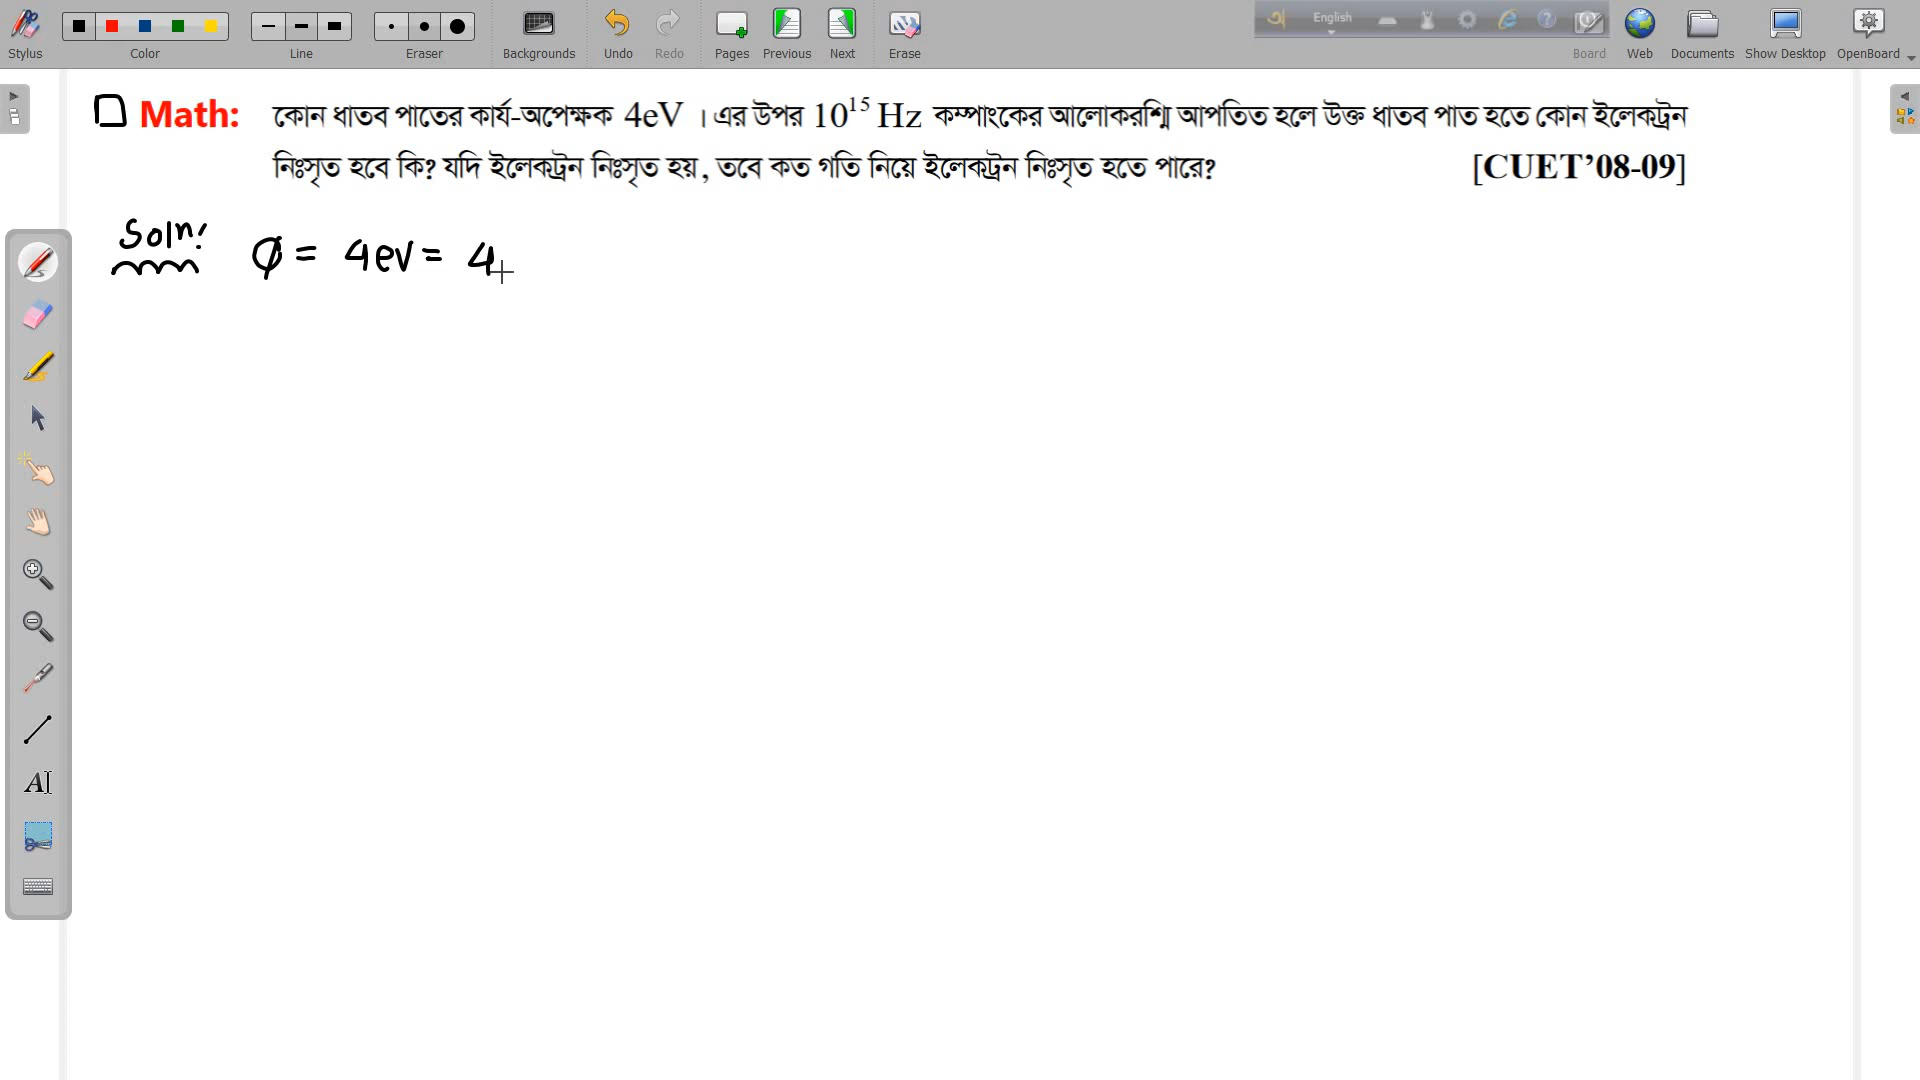 Stylus Color Line Eraser Backgrounds Undo Redo Pages Previous Next Erase English Board Web Documents Show Desktop OpenBoard
Math: কোন ধাতব পাতের কার্য-অপেক্ষক 4eV । এর উপর 10¹⁵ Hz কম্পাংকের আলোকরশ্মি আপতিত হলে উক্ত ধাতব পাত হতে কোন ইলেকট্রন
নিঃসৃত হবে কি? যদি ইলেকট্রন নিঃসৃত হয়, তবে কত গতি নিয়ে ইলেকট্রন নিঃসৃত হতে পারে? [CUET’08-09]
Soln: φ = 4ev = 4